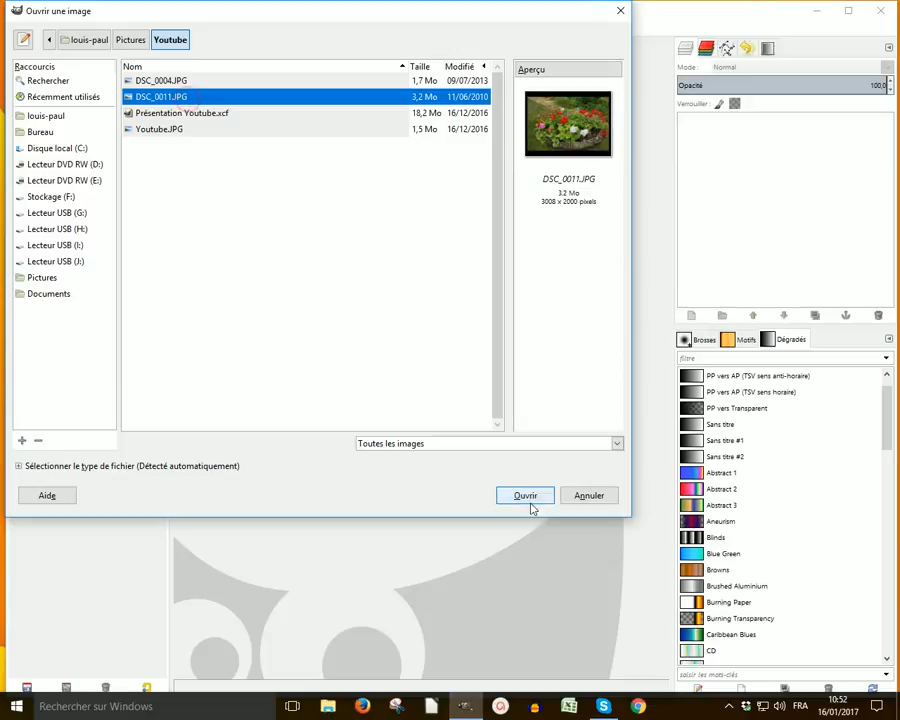 Ouvrir une image
louis-paul
Pictures
Youtube
Raccourcis
Rechercher
Récemment utilisés
louis-paul
Bureau
Disque local (C:)
Lecteur DVD RW (D:)
Lecteur DVD RW (E:)
Stockage (F:)
Lecteur USB (G:)
Lecteur USB (H:)
Lecteur USB (I:)
Lecteur USB (J:)
Pictures
Documents
Nom Taille Modifié
DSC_0004.JPG 1,7 Mo 09/07/2013
DSC_0011.JPG 3,2 Mo 11/06/2010
Présentation Youtube.xcf 18,2 Mo 16/12/2016
Youtube.JPG 1,5 Mo 16/12/2016
Aperçu
DSC_0011.JPG
3,2 Mo
3008 x 2000 pixels
Toutes les images
Sélectionner le type de fichier (Détecté automatiquement)
Aide
Ouvrir
Annuler
Mode : Normal
Opacité 100,0
Verrouiller :
Brosses
Motifs
Dégradés
filtre
PP vers AP (TSV sens anti-horaire)
PP vers AP (TSV sens horaire)
PP vers Transparent
Sans titre
Sans titre #1
Sans titre #2
Abstract 1
Abstract 2
Abstract 3
Aneurism
Blinds
Blue Green
Browns
Brushed Aluminium
Burning Paper
Burning Transparency
Caribbean Blues
CD
saisir les mots-clés
Rechercher sur Windows
FRA
10:52
16/01/2017